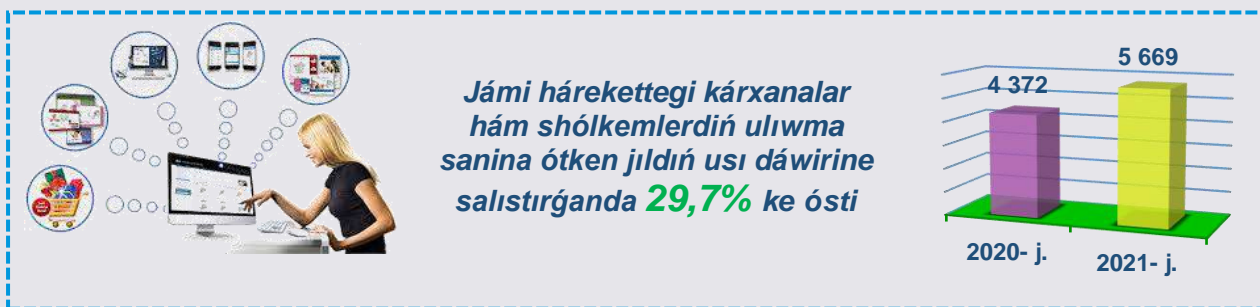 Jámi hárekettegi kárxanalar
hám shólkemlerdiń ulıwma
sanina ótken jıldıń usı dáwirine
salıstırǵanda 29,7% ke ósti
5 669
4 372
2020- j.
2021- j.